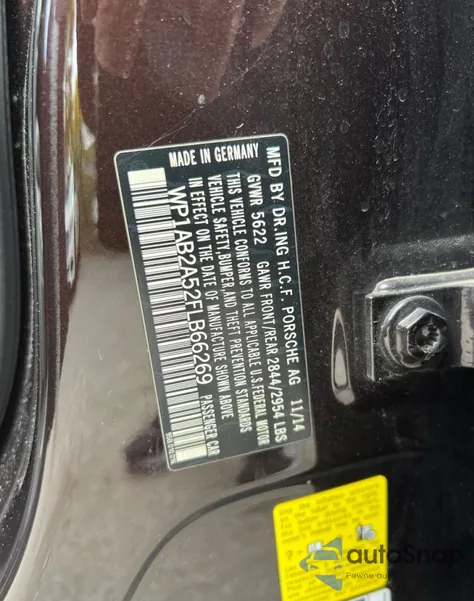 MFD BY DR.ING H.C.F. PORSCHE AG 11/14
GVWR 5622 GAWR FRONT/REAR 2844/2954 LBS
THIS VEHICLE CONFORMS TO ALL APPLICABLE U.S.FEDERAL MOTOR
VEHICLE SAFETY,BUMPER,AND THEFT PREVENTION STANDARDS
IN EFFECT ON THE DATE OF MANUFACTURE SHOWN ABOVE
MADE IN GERMANY
WP1AB2A52FLB66269 PASSENGER CAR
autoSnap
Pewne auto